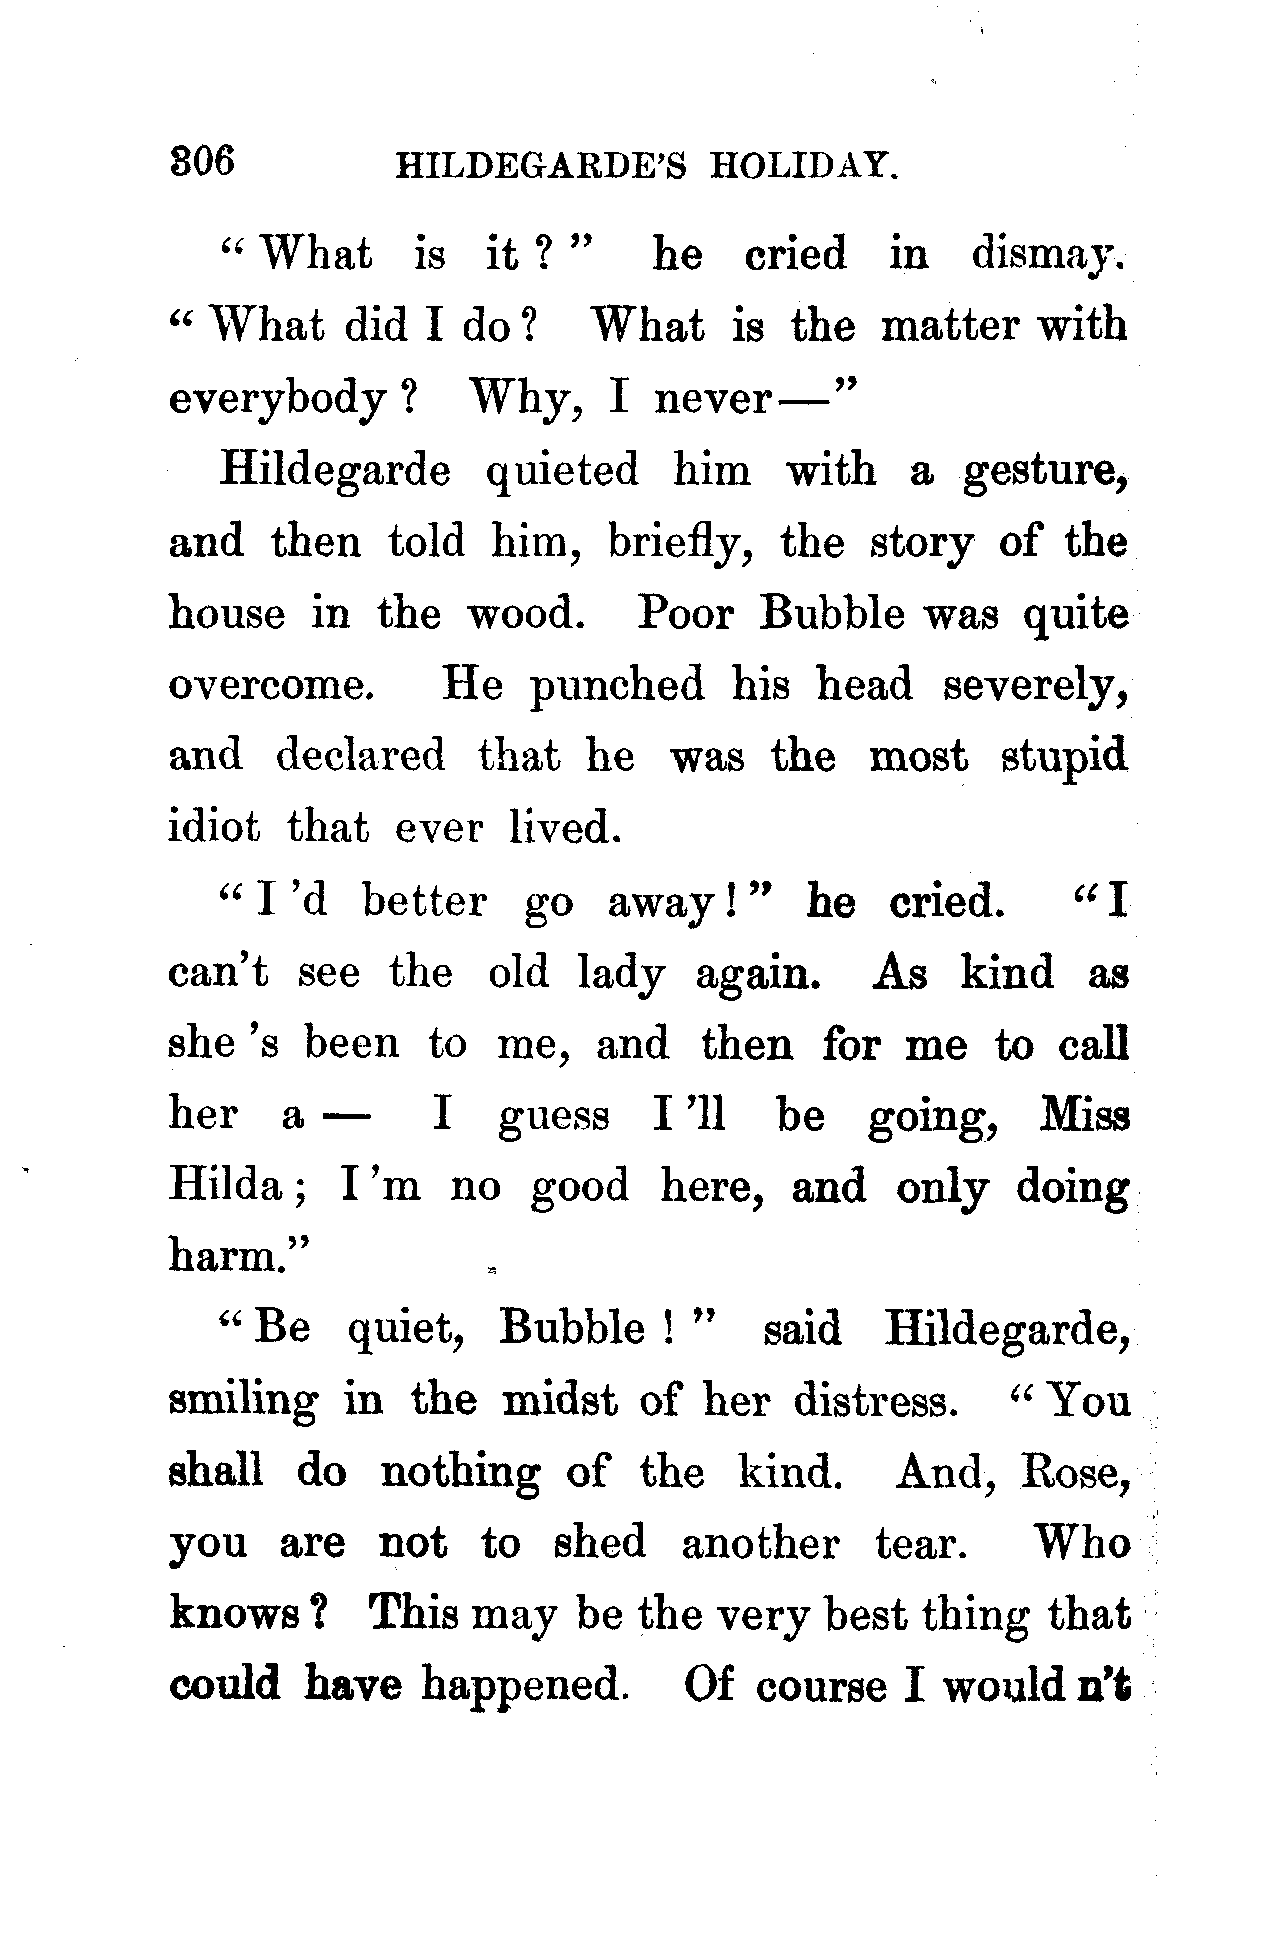 306 HILDEGARDE'S HOLIDAY.
“ What is it ? ” he cried in dismay.
“ What did I do ? What is the matter with
everybody ? Why, I never—”
Hildegarde quieted him with a gesture,
and then told him, briefly, the story of the
house in the wood. Poor Bubble was quite
overcome. He punched his head severely,
and declared that he was the most stupid
idiot that ever lived.
“ I 'd better go away ! ” he cried. “ I
can't see the old lady again. As kind as
she 's been to me, and then for me to call
her a — I guess I 'll be going, Miss
Hilda ; I 'm no good here, and only doing
harm.”
“ Be quiet, Bubble ! ” said Hildegarde,
smiling in the midst of her distress. “ You
shall do nothing of the kind. And, Rose,
you are not to shed another tear. Who
knows ? This may be the very best thing that
could have happened. Of course I would n't